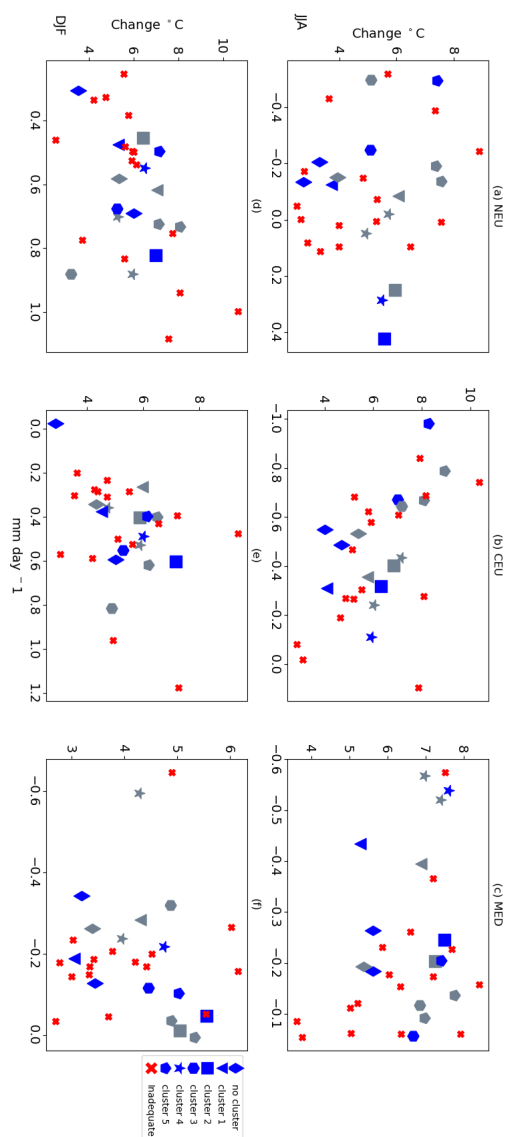 (a) NEU
(b) CEU
(c) MED
JJA
Change °C
8
6
4
−0.4 −0.2 0.0 0.2 0.4
10
8
6
4
−1.0 −0.8 −0.6 −0.4 −0.2 0.0
8
7
6
5
4
−0.6 −0.5 −0.4 −0.3 −0.2 −0.1
(d)
(e)
(f)
DJF
Change °C
10
8
6
4
0.4 0.6 0.8 1.0
8
6
4
0.0 0.2 0.4 0.6 0.8 1.0 1.2
mm day −1
6
5
4
3
−0.6 −0.4 −0.2 0.0
no cluster
cluster 1
cluster 2
cluster 3
cluster 4
cluster 5
Inadequate